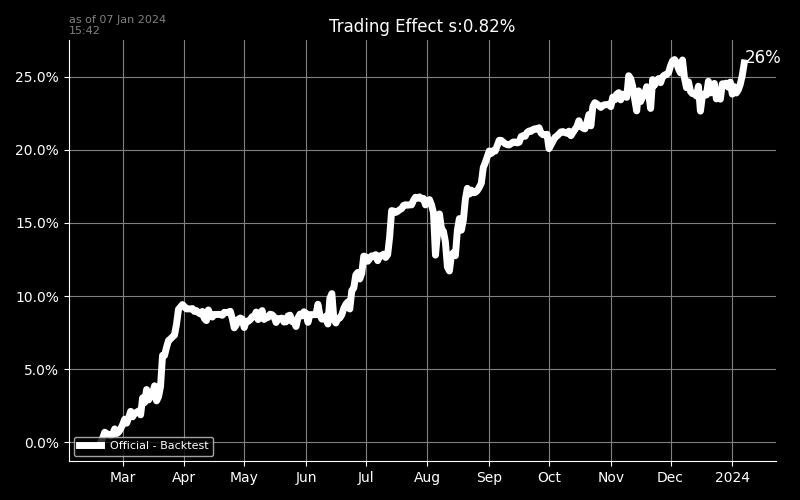 as of 07 Jan 2024
15:42
Trading Effect s:0.82%
26%
25.0%
20.0%
15.0%
10.0%
5.0%
0.0%
Official - Backtest
Mar Apr May Jun Jul Aug Sep Oct Nov Dec 2024